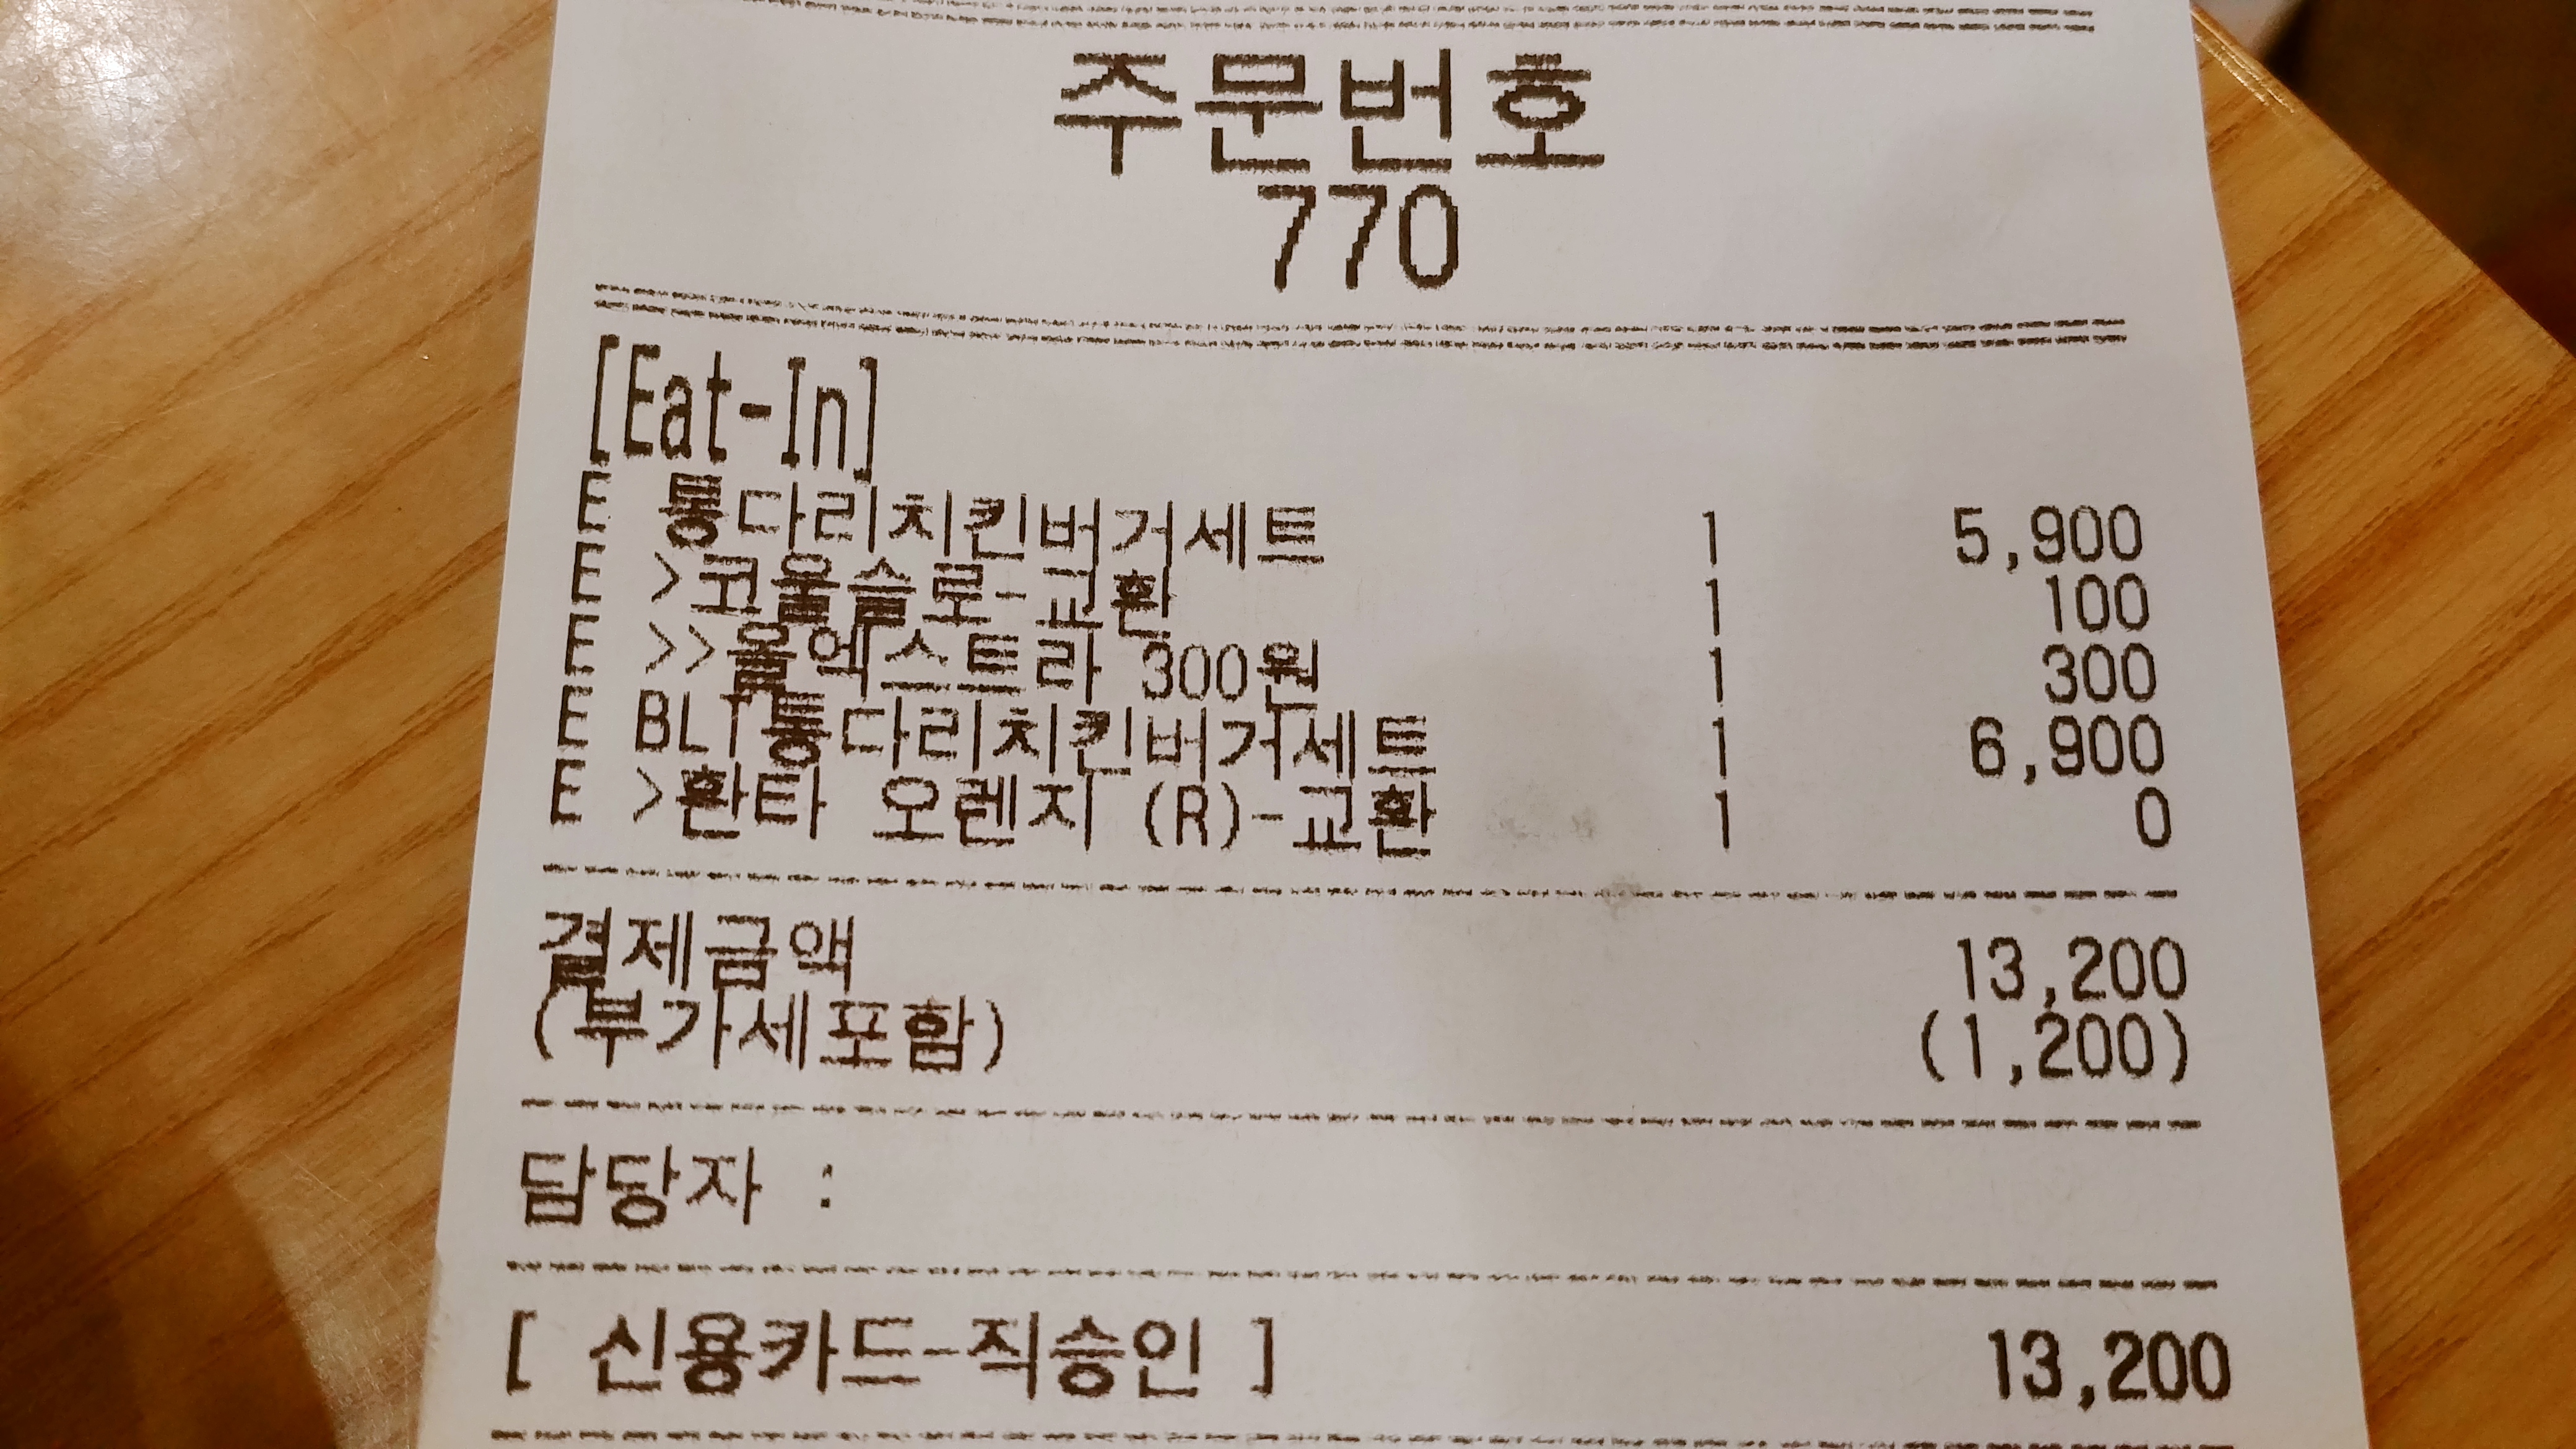 주문번호
770
[Eat-In]
E 통다리치킨버거세트 1 5,900
E >코울슬로-교환 1 100
E >>올엑스트라 300원 1 300
E BLT통다리치킨버거세트 1 6,900
E >환타 오렌지 (R)-교환 1 0
결제금액 13,200
(부가세포함) (1,200)
담당자 :
[ 신용카드-직승인 ] 13,200